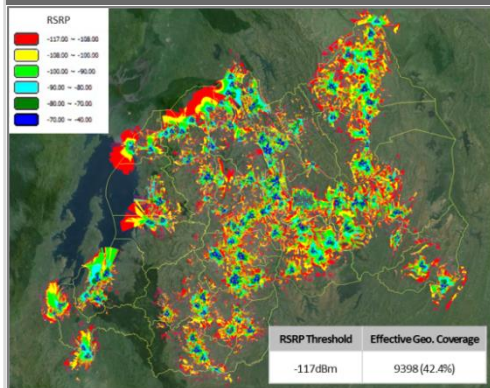 RSRP
-117.00 ~ -108.00
-108.00 ~ -100.00
-100.00 ~ -90.00
-90.00 ~ -80.00
-80.00 ~ -70.00
-70.00 ~ -40.00
RSRP Threshold Effective Geo. Coverage
-117dBm 9398 (42.4%)